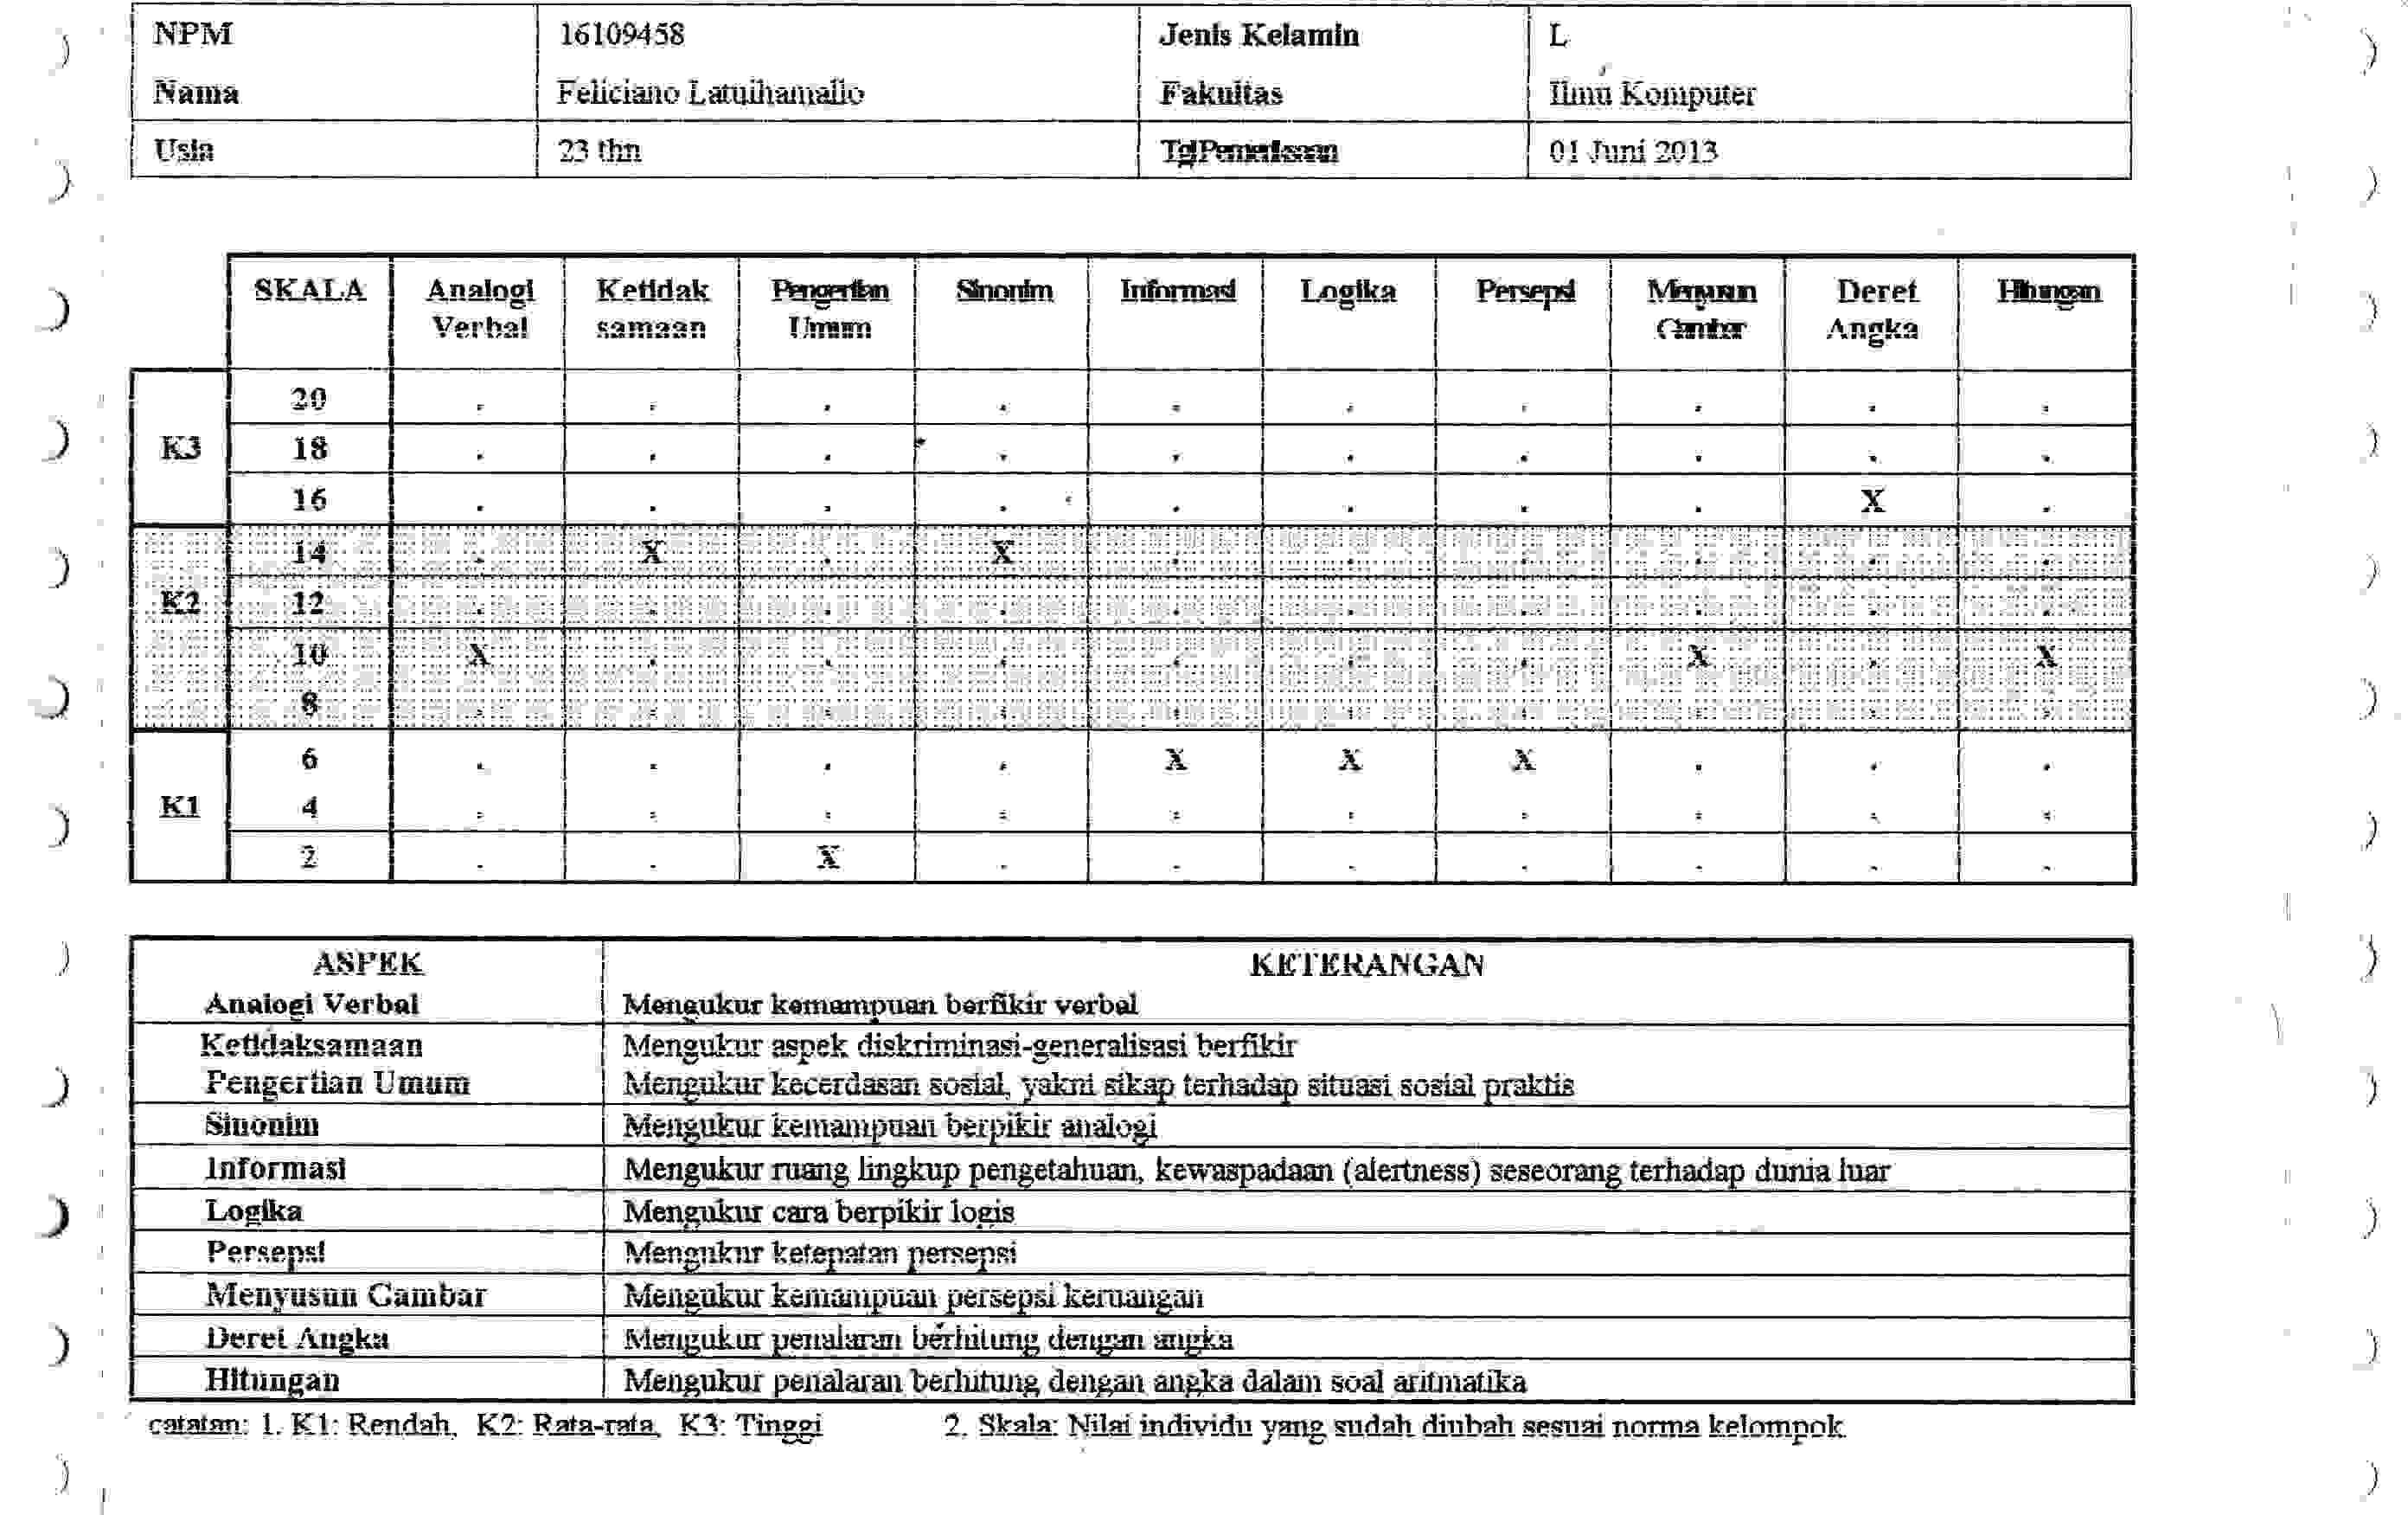 NPM 16109458 Jenis Kelamin L
Nama Feliciano Latuihamallo Fakultas Ilmu Komputer
Usia 23 thn Tgl Pemeriksaan 01 Juni 2013
SKALA Analogi Verbal Ketidak samaan Pengertian Umum Sinonim Informasi Logika Persepsi Menyusun Gambar Deret Angka Hitungan
20 . . . . . . . . . .
K3 18 . . . . . . . . . .
16 . . . . . . . . X .
14 . X . X . . . . . .
K2 12 . . . . . . . . . .
10 X . . . . . . X . X
8 . . . . . . . . . .
6 . . . . X X X . . .
K1 4 . . . . . . . . . .
2 . . X . . . . . . .
ASPEK KETERANGAN
Analogi Verbal Mengukur kemampuan berfikir verbal
Ketidaksamaan Mengukur aspek diskriminasi-generalisasi berfikir
Pengertian Umum Mengukur kecerdasan sosial, yakni sikap terhadap situasi sosial praktis
Sinonim Mengukur kemampuan berpikir analogi
Informasi Mengukur ruang lingkup pengetahuan, kewaspadaan (alertness) seseorang terhadap dunia luar
Logika Mengukur cara berpikir logis
Persepsi Mengukur ketepatan persepsi
Menyusun Gambar Mengukur kemampuan persepsi keruangan
Deret Angka Mengukur penalaran berhitung dengan angka
Hitungan Mengukur penalaran berhitung dengan angka dalam soal aritmatika
catatan: 1. K1: Rendah, K2: Rata-rata, K3: Tinggi 2. Skala: Nilai individu yang sudah diubah sesuai norma kelompok